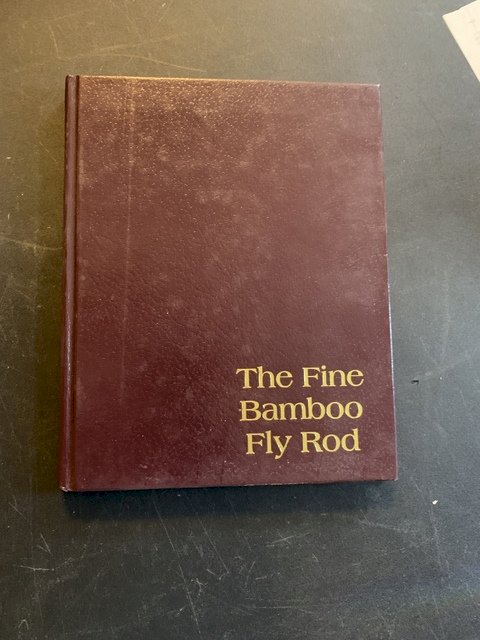 The Fine
Bamboo
Fly Rod